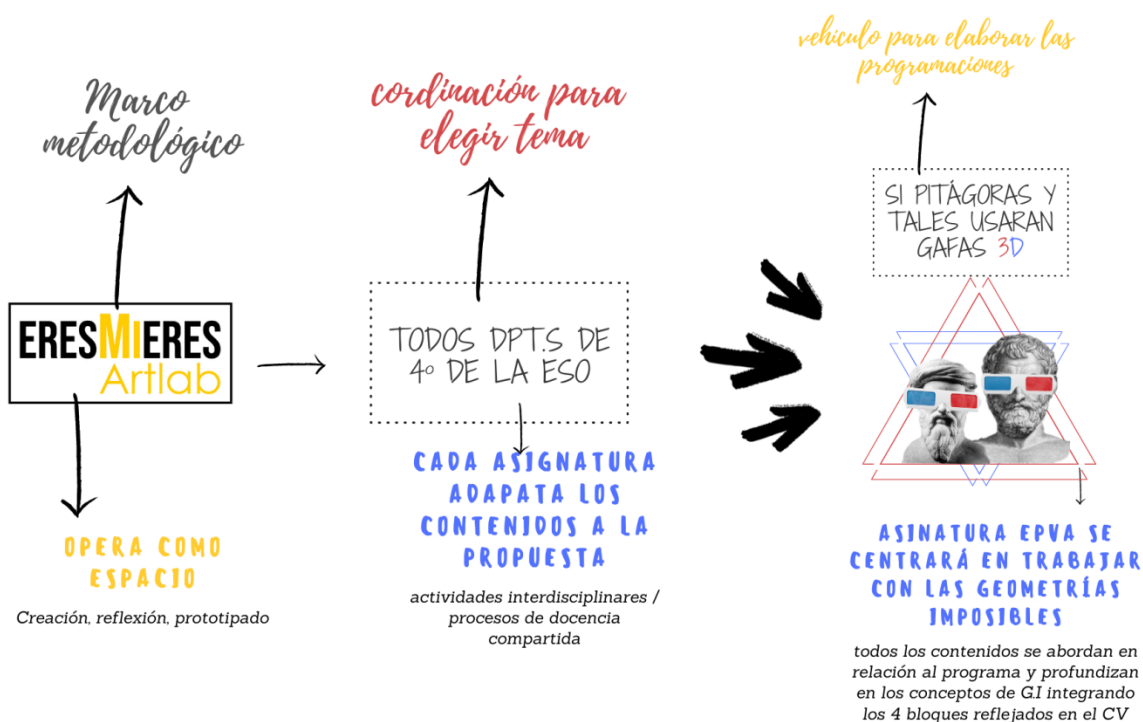 Marco
metodológico
ERESMIERES
Artlab
OPERA COMO
ESPACIO
Creación, reflexión, prototipado
cordinación para
elegir tema
TODOS DPT.S DE
4º DE LA ESO
CADA ASIGNATURA
ADAPATA LOS
CONTENIDOS A LA
PROPUESTA
actividades interdisciplinares /
procesos de docencia
compartida
vehículo para elaborar las
programaciones
SI PITÁGORAS Y
TALES USARAN
GAFAS 3D
ASINATURA EPVA SE
CENTRARÁ EN TRABAJAR
CON LAS GEOMETRÍAS
IMPOSIBLES
todos los contenidos se abordan en
relación al programa y profundizan
en los conceptos de G.I integrando
los 4 bloques reflejados en el CV